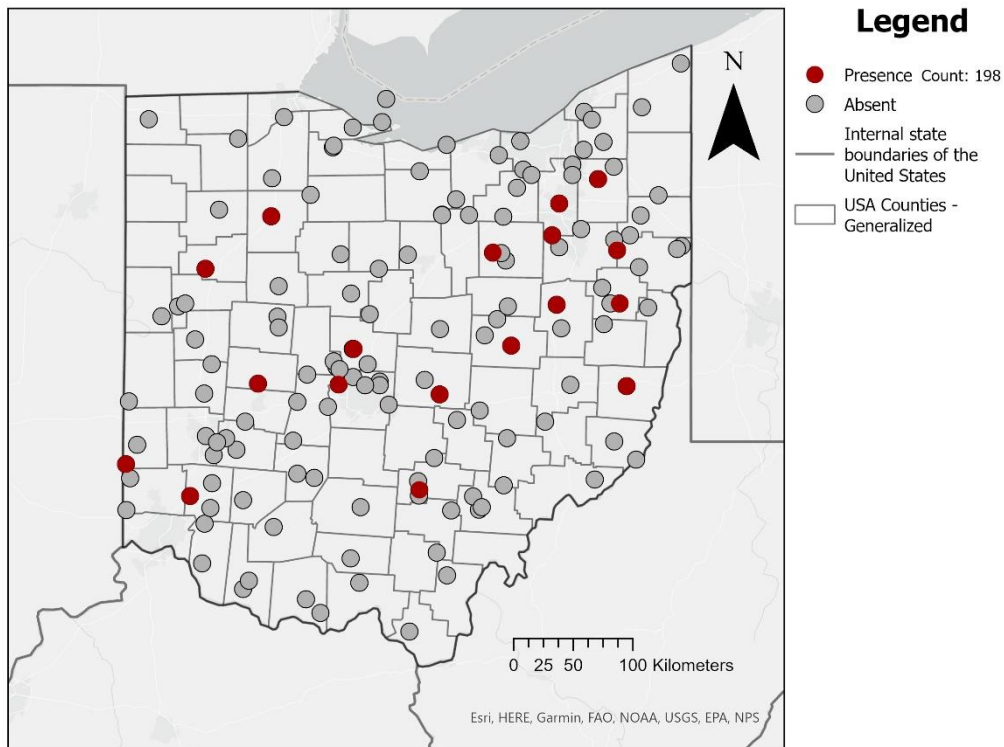 Legend
N
Presence Count: 198
Absent
Internal state
boundaries of the
United States
USA Counties -
Generalized
0 25 50 100 Kilometers
Esri, HERE, Garmin, FAO, NOAA, USGS, EPA, NPS